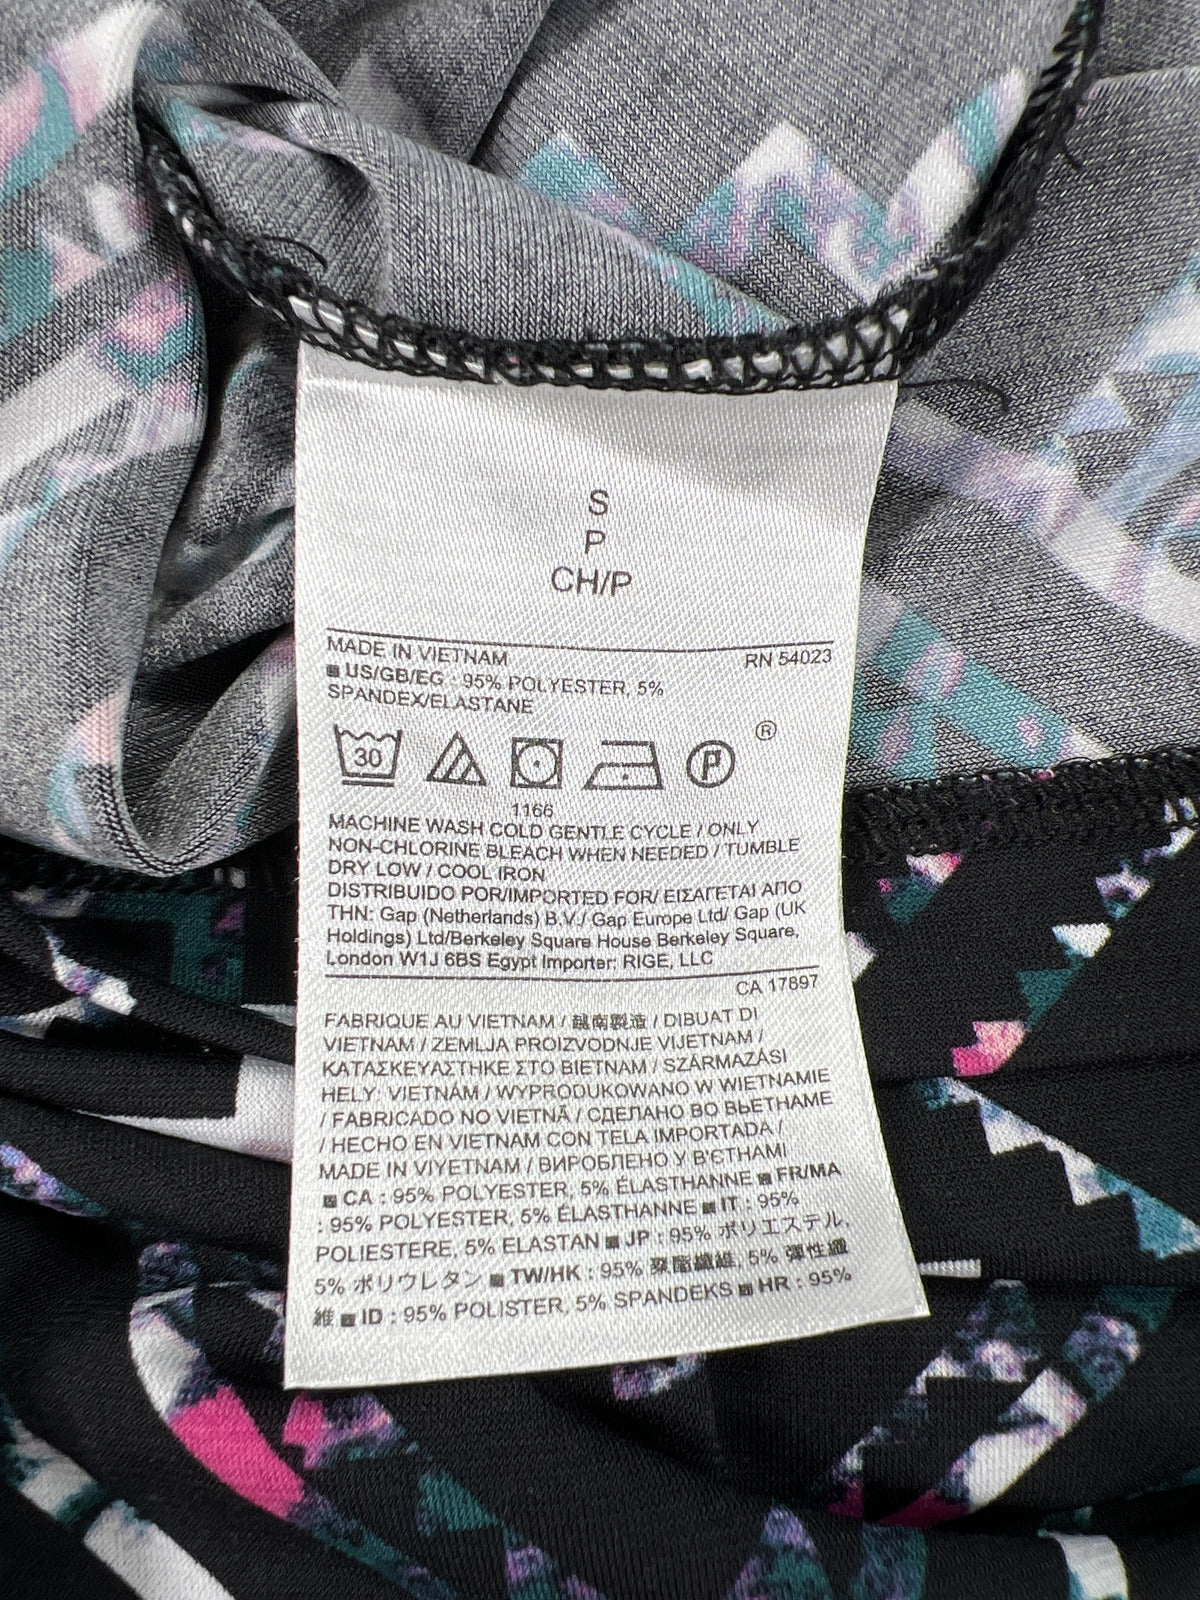 S
P
CH/P
MADE IN VIETNAM RN 54023
US/GB/EG : 95% POLYESTER, 5%
SPANDEX/ELASTANE
30 P ®
1166
MACHINE WASH COLD GENTLE CYCLE / ONLY
NON-CHLORINE BLEACH WHEN NEEDED / TUMBLE
DRY LOW / COOL IRON
DISTRIBUIDO POR/IMPORTED FOR/ ΕΙΣΑΓΕΤΑΙ ΑΠΟ
ΤΗΝ: Gap (Netherlands) B.V./ Gap Europe Ltd/ Gap (UK
Holdings) Ltd/Berkeley Square House Berkeley Square,
London W1J 6BS Egypt Importer: RIGE, LLC
CA 17897
FABRIQUÉ AU VIETNAM / 越南製造 / DIBUAT DI
VIETNAM / ZEMLJA PROIZVODNJE VIJETNAM /
ΚΑΤΑΣΚΕΥΑΣΤΗΚΕ ΣΤΟ ΒΙΕΤΝΑΜ / SZÁRMAZÁSI
HELY: VIETNÁM / WYPRODUKOWANO W WIETNAMIE
/ FABRICADO NO VIETNÃ / СДЕЛАНО ВО ВЬЕТНАМЕ
/ HECHO EN VIETNAM CON TELA IMPORTADA /
MADE IN VIYETNAM / ВИРОБЛЕНО У В'ЄТНАМІ
CA : 95% POLYESTER, 5% ÉLASTHANNE FR/MA
: 95% POLYESTER, 5% ÉLASTHANNE IT : 95%
POLIESTERE, 5% ELASTAN JP : 95% ポリエステル,
5% ポリウレタン TW/HK : 95% 聚酯纖維, 5% 彈性纖
維 ID : 95% POLISTER, 5% SPANDEKS HR : 95%